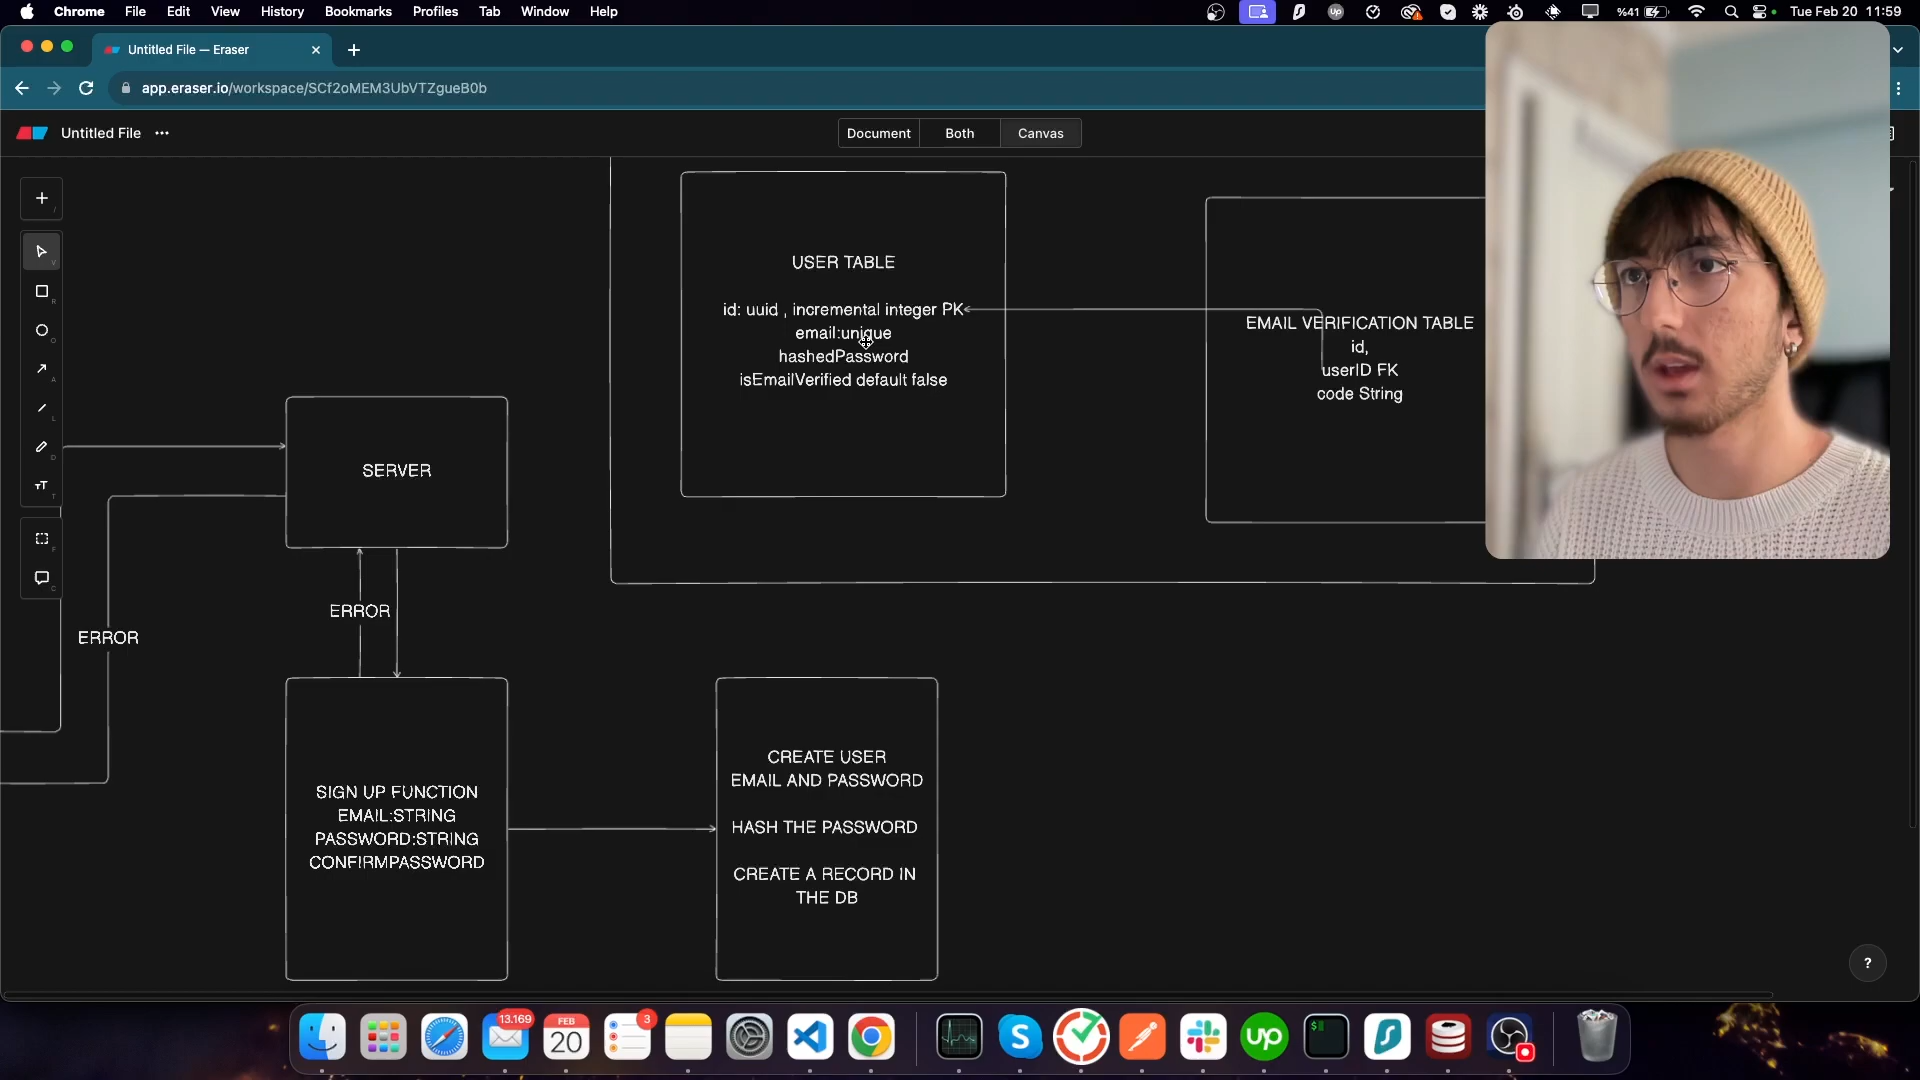 Chrome File Edit View History Bookmarks Profiles Tab Window Help
%41
Tue Feb 20 11:59
Untitled File — Eraser
app.eraser.io/workspace/SCf2oMEM3UbVTZgueB0b
Untitled File
Document Both Canvas
USER TABLE
id: uuid , incremental integer PK
email:unique
hashedPassword
isEmailVerified default false
EMAIL VERIFICATION TABLE
id,
userID FK
code String
SERVER
ERROR
ERROR
SIGN UP FUNCTION
EMAIL:STRING
PASSWORD:STRING
CONFIRMPASSWORD
CREATE USER
EMAIL AND PASSWORD
HASH THE PASSWORD
CREATE A RECORD IN
THE DB
?
13.169
FEB
20
3
up